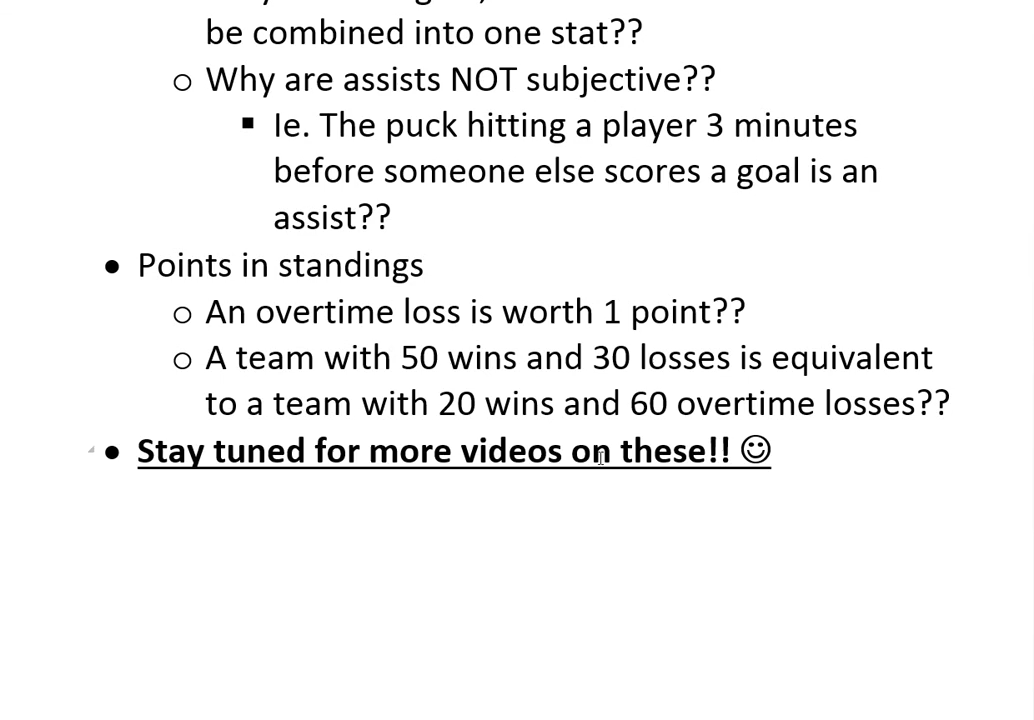 be combined into one stat??
o Why are assists NOT subjective??
▪ Ie. The puck hitting a player 3 minutes
before someone else scores a goal is an
assist??
• Points in standings
o An overtime loss is worth 1 point??
o A team with 50 wins and 30 losses is equivalent
to a team with 20 wins and 60 overtime losses??
• Stay tuned for more videos on these!! ☺